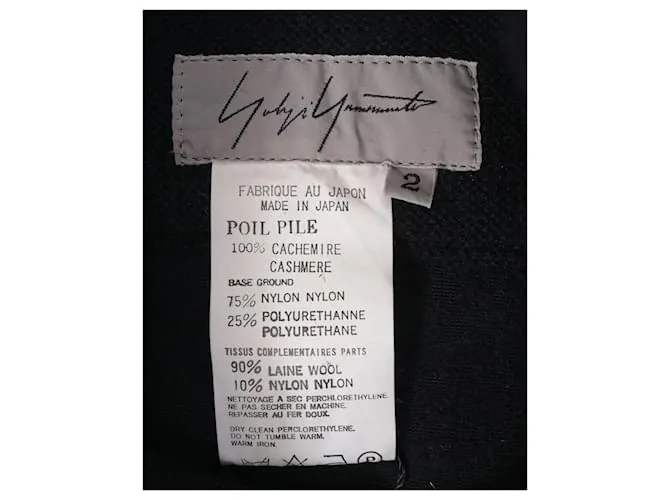 Yohji Yamamoto
2
FABRIQUE AU JAPON
MADE IN JAPAN
POIL PILE
100% CACHEMIRE
CASHMERE
BASE GROUND
75% NYLON NYLON
25% POLYURETHANNE
POLYURETHANE
TISSUS COMPLEMENTAIRES PARTS
90% LAINE WOOL
10% NYLON NYLON
NETTOYAGE A SEC PERCHLORETHYLENE.
NE PAS SECHER EN MACHINE.
REPASSER AU FER DOUX.
DRY CLEAN PERCLORETHYLENE.
DO NOT TUMBLE WARM.
WARM IRON.
P